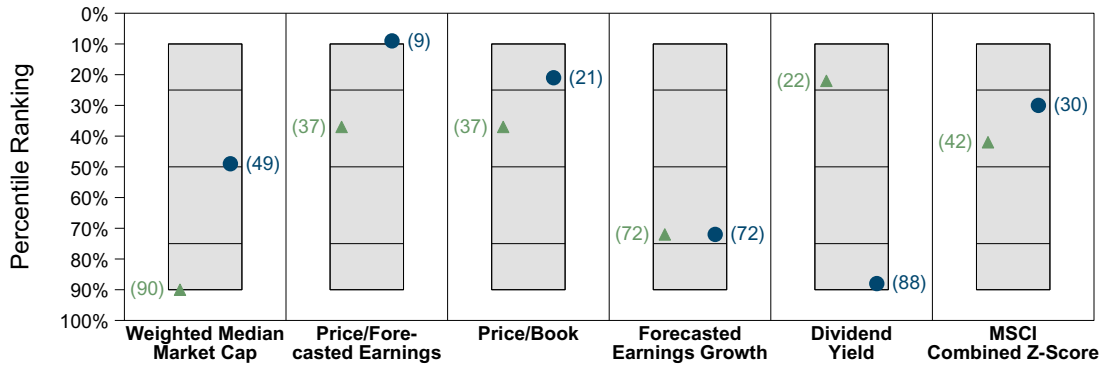 Percentile Ranking
0%
10%
20%
30%
40%
50%
60%
70%
80%
90%
100%
(90)
(49)
(37)
(9)
(37)
(21)
(72)
(72)
(22)
(88)
(42)
(30)
Weighted Median
Market Cap
Price/Fore-
casted Earnings
Price/Book
Forecasted
Earnings Growth
Dividend
Yield
MSCI
Combined Z-Score